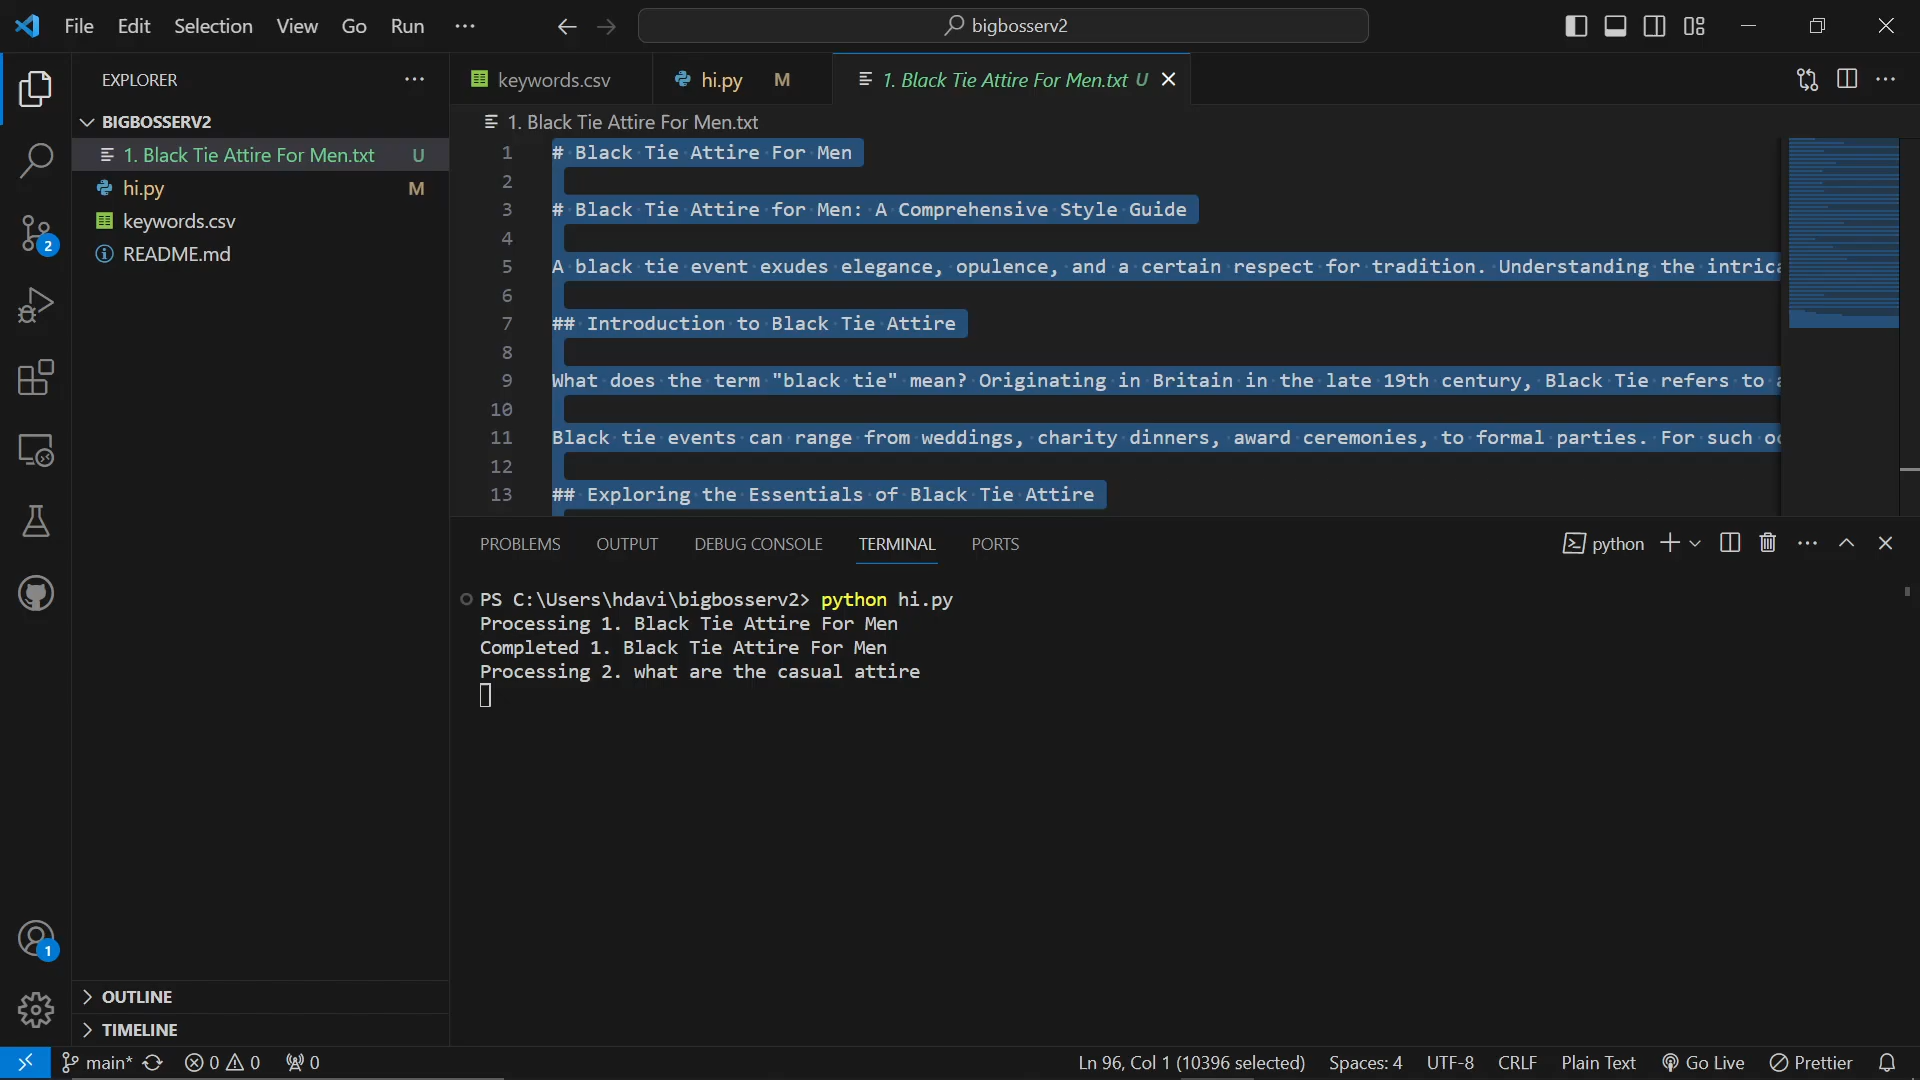 File Edit Selection View Go Run ···
bigbosserv2
EXPLORER
keywords.csv
hi.py M
1. Black Tie Attire For Men.txt U
BIGBOSSERV2
1. Black Tie Attire For Men.txt U
hi.py M
keywords.csv
README.md
1. Black Tie Attire For Men.txt
1 # Black Tie Attire For Men
2
3 # Black Tie Attire for Men: A Comprehensive Style Guide
4
5 A black tie event exudes elegance, opulence, and a certain respect for tradition. Understanding the intrica
6
7 ## Introduction to Black Tie Attire
8
9 What does the term "black tie" mean? Originating in Britain in the late 19th century, Black Tie refers to a
10
11 Black tie events can range from weddings, charity dinners, award ceremonies, to formal parties. For such oc
12
13 ## Exploring the Essentials of Black Tie Attire
PROBLEMS OUTPUT DEBUG CONSOLE TERMINAL PORTS
python
PS C:\Users\hdavi\bigbosserv2> python hi.py
Processing 1. Black Tie Attire For Men
Completed 1. Black Tie Attire For Men
Processing 2. what are the casual attire
2
1
OUTLINE
TIMELINE
main* 0 0 0
Ln 96, Col 1 (10396 selected) Spaces: 4 UTF-8 CRLF Plain Text Go Live Prettier